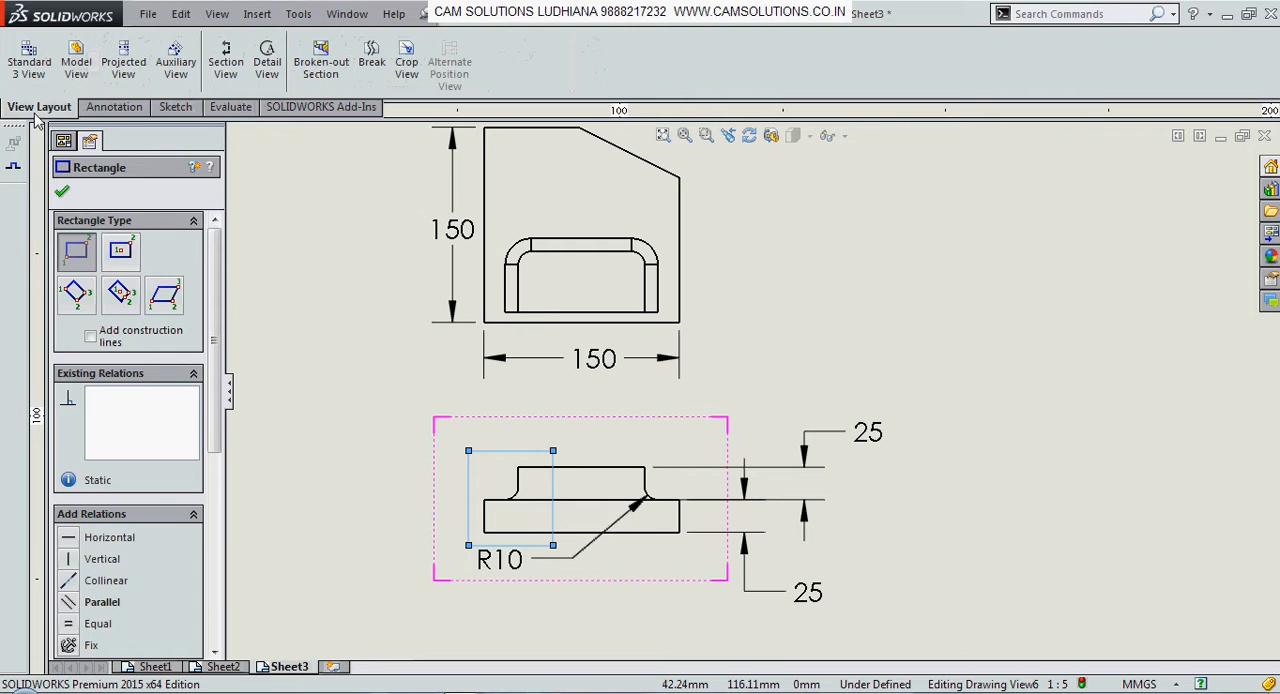 SOLIDWORKS File Edit View Insert Tools Window Help CAM SOLUTIONS LUDHIANA 9888217232 WWW.CAMSOLUTIONS.CO.IN Sheet3 * Search Commands ?
Standard 3 View
Model View
Projected View
Auxiliary View
Section View
Detail View
Broken-out Section
Break
Crop View
Alternate Position View
View Layout Annotation Sketch Evaluate SOLIDWORKS Add-Ins
100 200
Rectangle
Rectangle Type
Add construction lines
Existing Relations
Static
Add Relations
Horizontal
Vertical
Collinear
Parallel
Equal
Fix
100
150
150
25
R10
25
Sheet1 Sheet2 Sheet3
SOLIDWORKS Premium 2015 x64 Edition 42.24mm 116.11mm 0mm Under Defined Editing Drawing View6 1 : 5 MMGS